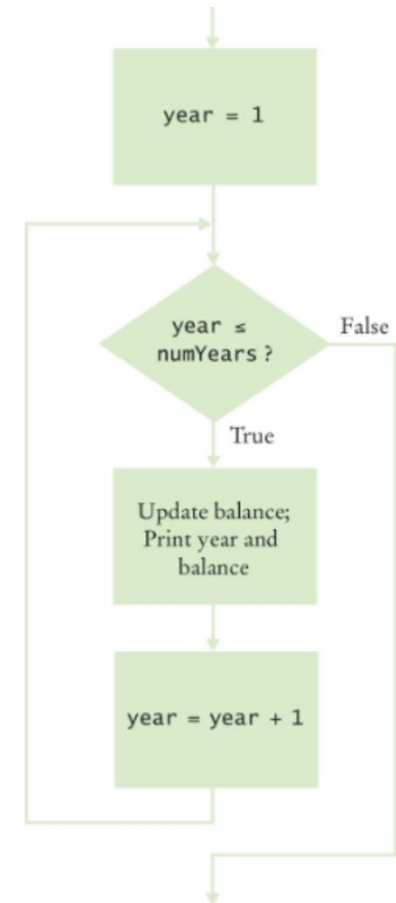 year = 1
year ≤
numYears ?
False
True
Update balance;
Print year and
balance
year = year + 1